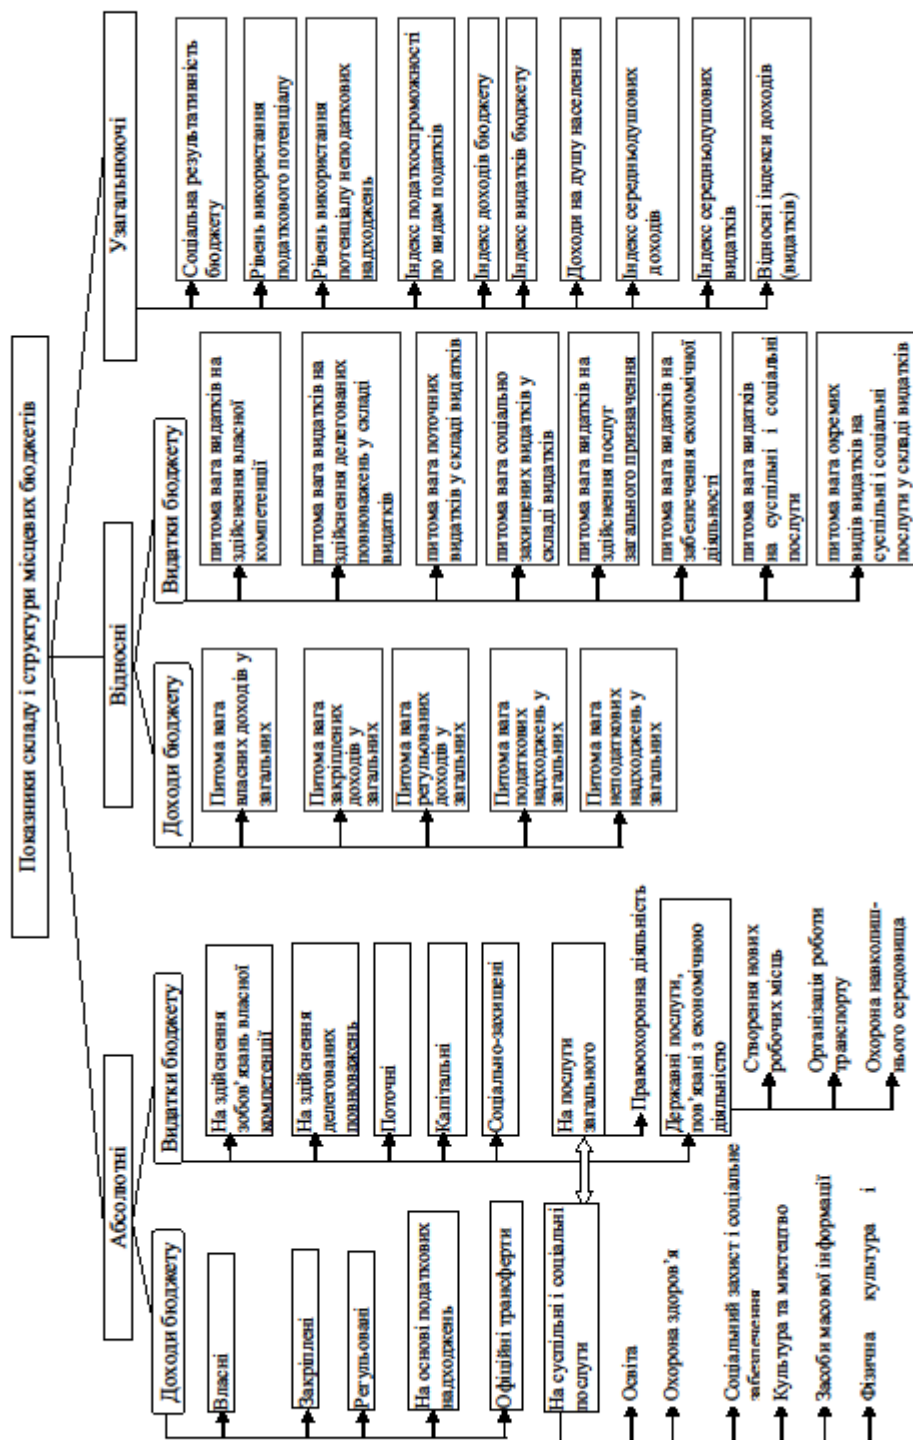 Показники складу і структури місцевих бюджетів
Абсолютні
Відносні
Узагальнюючі
Доходи бюджету
Власні
Закріплені
Регульовані
На основі податкових
надходжень
Офіційні трансферти
На суспільні і соціальні
послуги
Освіта
Охорона здоров'я
Соціальний захист і соціальне
забезпечення
Культура та мистецтво
Засоби масової інформації
Фізична культура і
Видатки бюджету
На здійснення
зобов'язань власної
компетенції
На здійснення
делегованих
повноважень
Поточні
Капітальні
Соціально-захищені
На послуги
загального
Правоохоронна діяльність
Державні послуги,
пов'язані з економічною
діяльністю
Створення нових
робочих місць
Організація роботи
транспорту
Охорона навколиш-
нього середовища
Доходи бюджету
Питома вага
власних доходів у
загальних
Питома вага
закріплених
доходів у
загальних
Питома вага
регульованих
доходів у
загальних
Питома вага
податкових
надходжень у
загальних
Питома вага
неподаткових
надходжень у
загальних
Видатки бюджету
питома вага видатків на
здійснення власної
компетенції
питома вага видатків на
здійснення делегованих
повноважень у складі
видатків
питома вага поточних
видатків у складі видатків
питома вага соціально
захищених видатків у
складі видатків
питома вага видатків на
здійснення послуг
загального призначення
питома вага видатків на
забезпечення економічної
діяльності
питома вага видатків
на суспільні і соціальні
послуги
питома вага окремих
видів видатків на
суспільні і соціальні
послуги у складі видатків
Соціальна результативність
бюджету
Рівень використання
податкового потенціалу
Рівень використання
потенціалу неподаткових
надходжень
Індекс податкоспроможності
по видам податків
Індекс доходів бюджету
Індекс видатків бюджету
Доходи на душу населення
Індекс середньодушових
доходів
Індекс середньодушових
видатків
Відносні індекси доходів
(видатків)